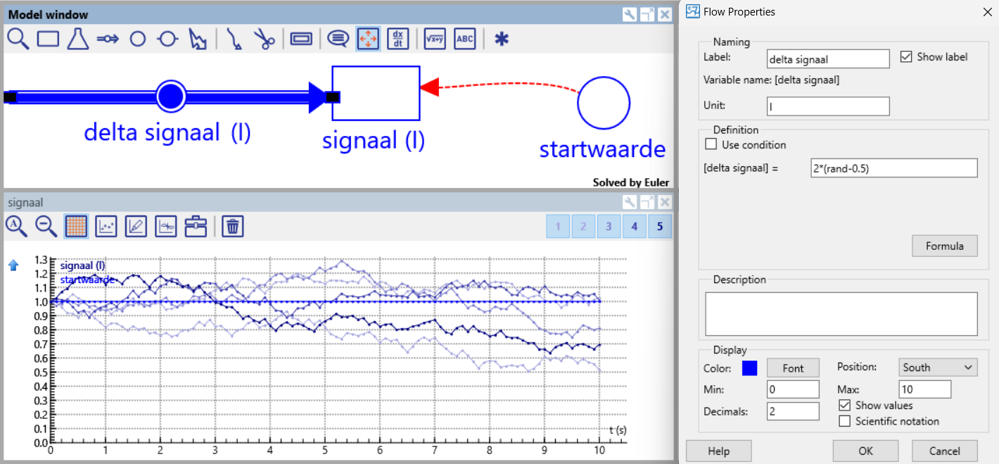 Model window
dx
dt
√x+y
ABC
delta signaal (l)
signaal (l)
startwaarde
Solved by Euler
signaal
A
1 2 3 4 5
signaal (l)
startwaarde
1.3
1.2
1.1
1.0
0.9
0.8
0.7
0.6
0.5
0.4
0.3
0.2
0.1
0.0
t (s)
0 1 2 3 4 5 6 7 8 9 10
Flow Properties
Naming
Label: delta signaal Show label
Variable name: [delta signaal]
Unit: l
Definition
Use condition
[delta signaal] = 2*(rand-0.5)
Formula
Description
Display
Color: Font Position: South
Min: 0 Max: 10
Decimals: 2 Show values
Scientific notation
Help OK Cancel